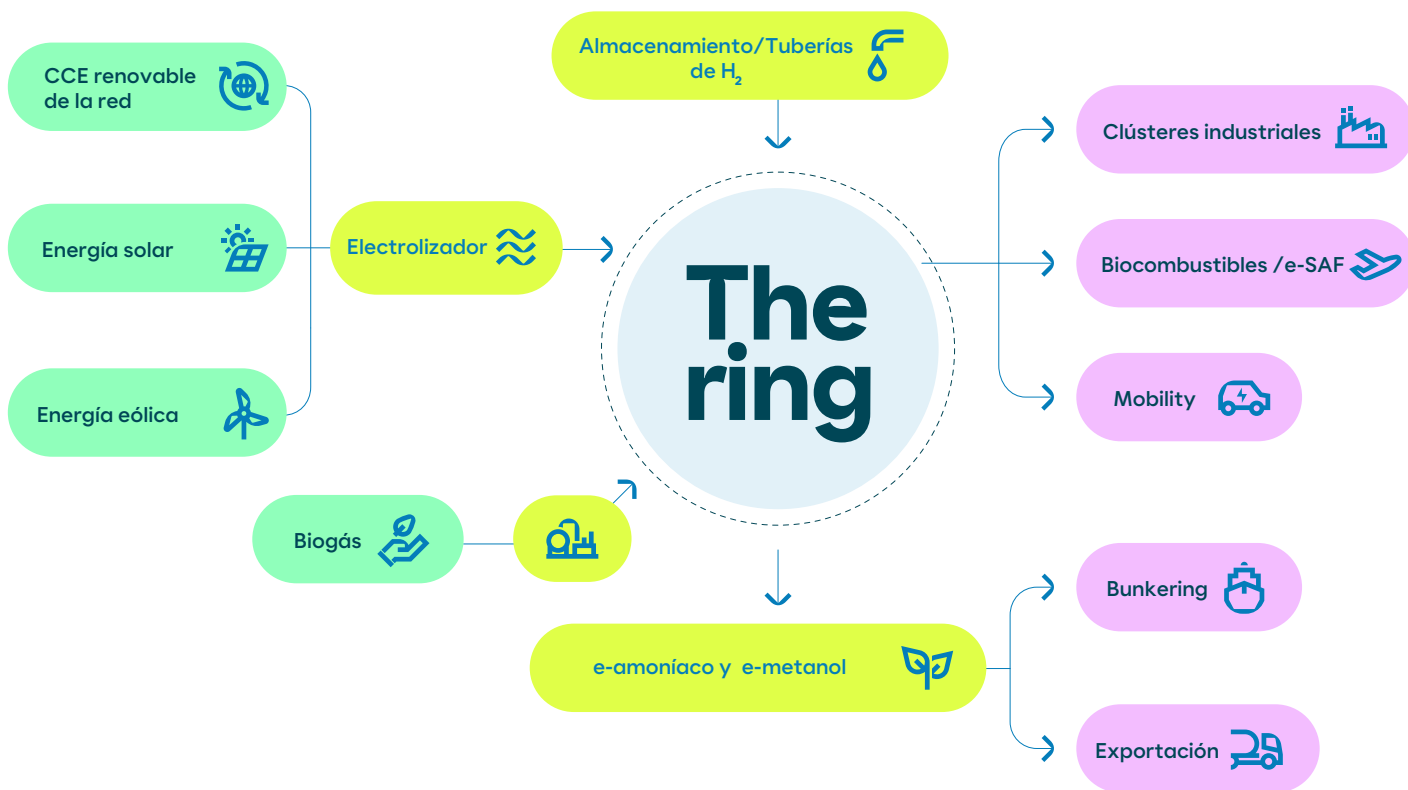 CCE renovable
de la red
Energía solar
Energía eólica
Electrolizador
Biogás
Almacenamiento/Tuberías
de H₂
The
ring
e-amoníaco y e-metanol
Clústeres industriales
Biocombustibles /e-SAF
Mobility
Bunkering
Exportación